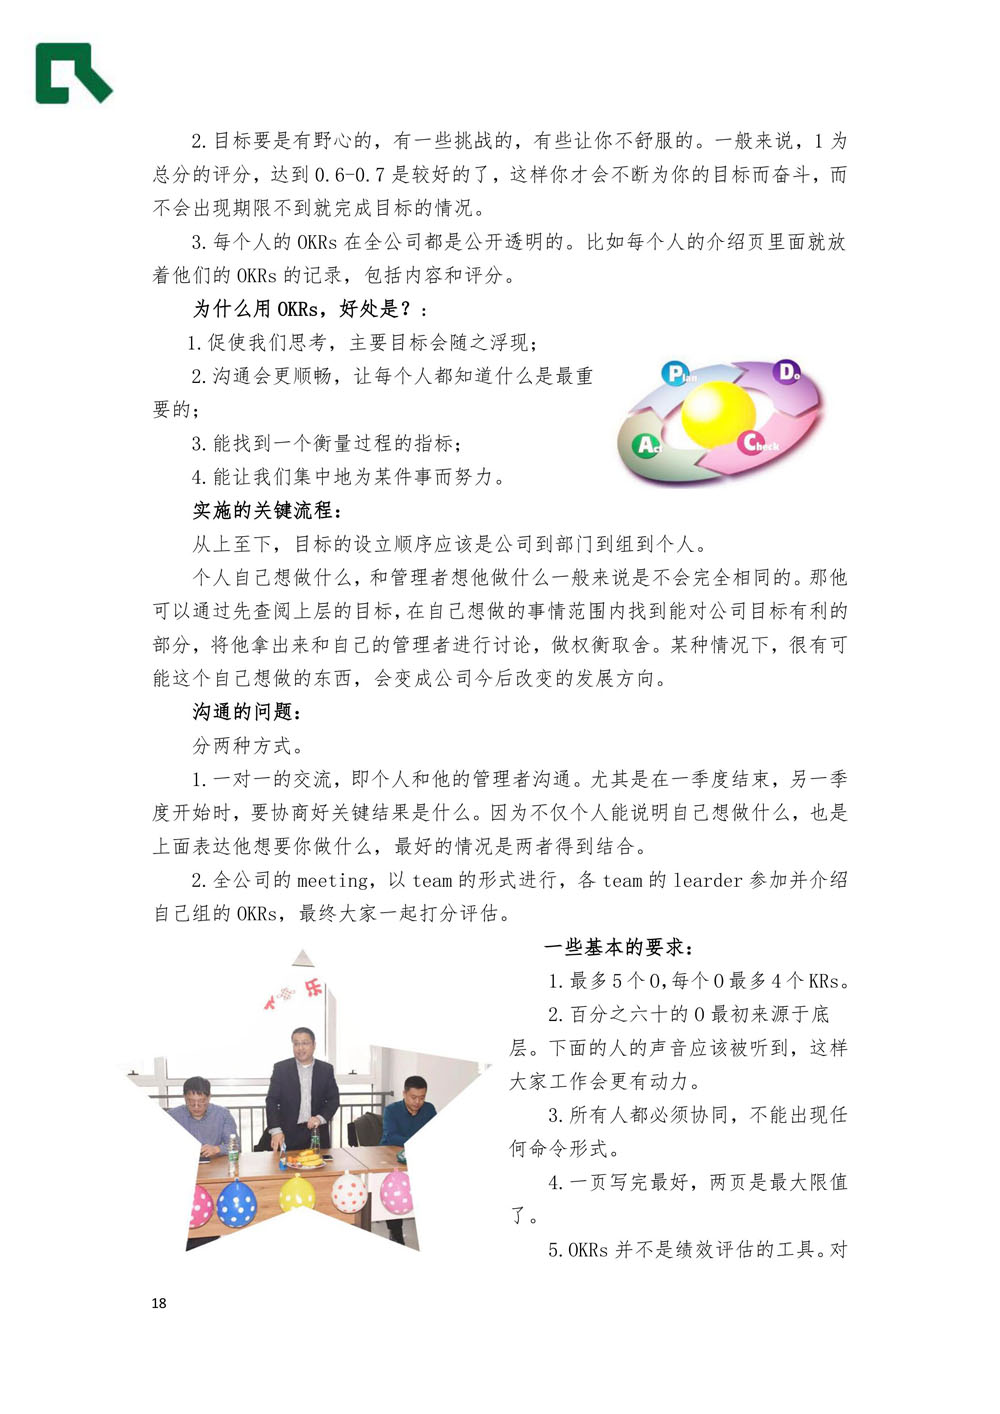 2.目标要是有野心的，有一些挑战的，有些让你不舒服的。一般来说，1 为
总分的评分，达到 0.6-0.7 是较好的了，这样你才会不断为你的目标而奋斗，而
不会出现期限不到就完成目标的情况。
3.每个人的 OKRs 在全公司都是公开透明的。比如每个人的介绍页里面就放
着他们的 OKRs 的记录，包括内容和评分。
为什么用 OKRs，好处是？：
1.促使我们思考，主要目标会随之浮现；
2.沟通会更顺畅，让每个人都知道什么是最重
要的；
3.能找到一个衡量过程的指标；
4.能让我们集中地为某件事而努力。
Plan
Do
Act
Check
实施的关键流程：
从上至下，目标的设立顺序应该是公司到部门到组到个人。
个人自己想做什么，和管理者想他做什么一般来说是不会完全相同的。那他
可以通过先查阅上层的目标，在自己想做的事情范围内找到能对公司目标有利的
部分，将他拿出来和自己的管理者进行讨论，做权衡取舍。某种情况下，很有可
能这个自己想做的东西，会变成公司今后改变的发展方向。
沟通的问题：
分两种方式。
1.一对一的交流，即个人和他的管理者沟通。尤其是在一季度结束，另一季
度开始时，要协商好关键结果是什么。因为不仅个人能说明自己想做什么，也是
上面表达他想要你做什么，最好的情况是两者得到结合。
2.全公司的 meeting，以 team 的形式进行，各 team 的 learder 参加并介绍
自己组的 OKRs，最终大家一起打分评估。
一些基本的要求：
1.最多 5 个 O,每个 O 最多 4 个 KRs。
2.百分之六十的 O 最初来源于底
层。下面的人的声音应该被听到，这样
大家工作会更有动力。
3.所有人都必须协同，不能出现任
何命令形式。
4.一页写完最好，两页是最大限值
了。
5.OKRs 并不是绩效评估的工具。对
乐
18